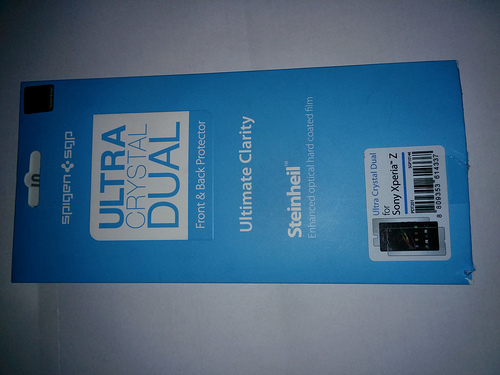 spigen sgp
ULTRA
CRYSTAL
DUAL
Front & Back Protector
Ultimate Clarity
Steinheil™
Enhanced optical hard coated film
Ultra Crystal Dual
for
Sony Xperia™ Z
8 809353 614337